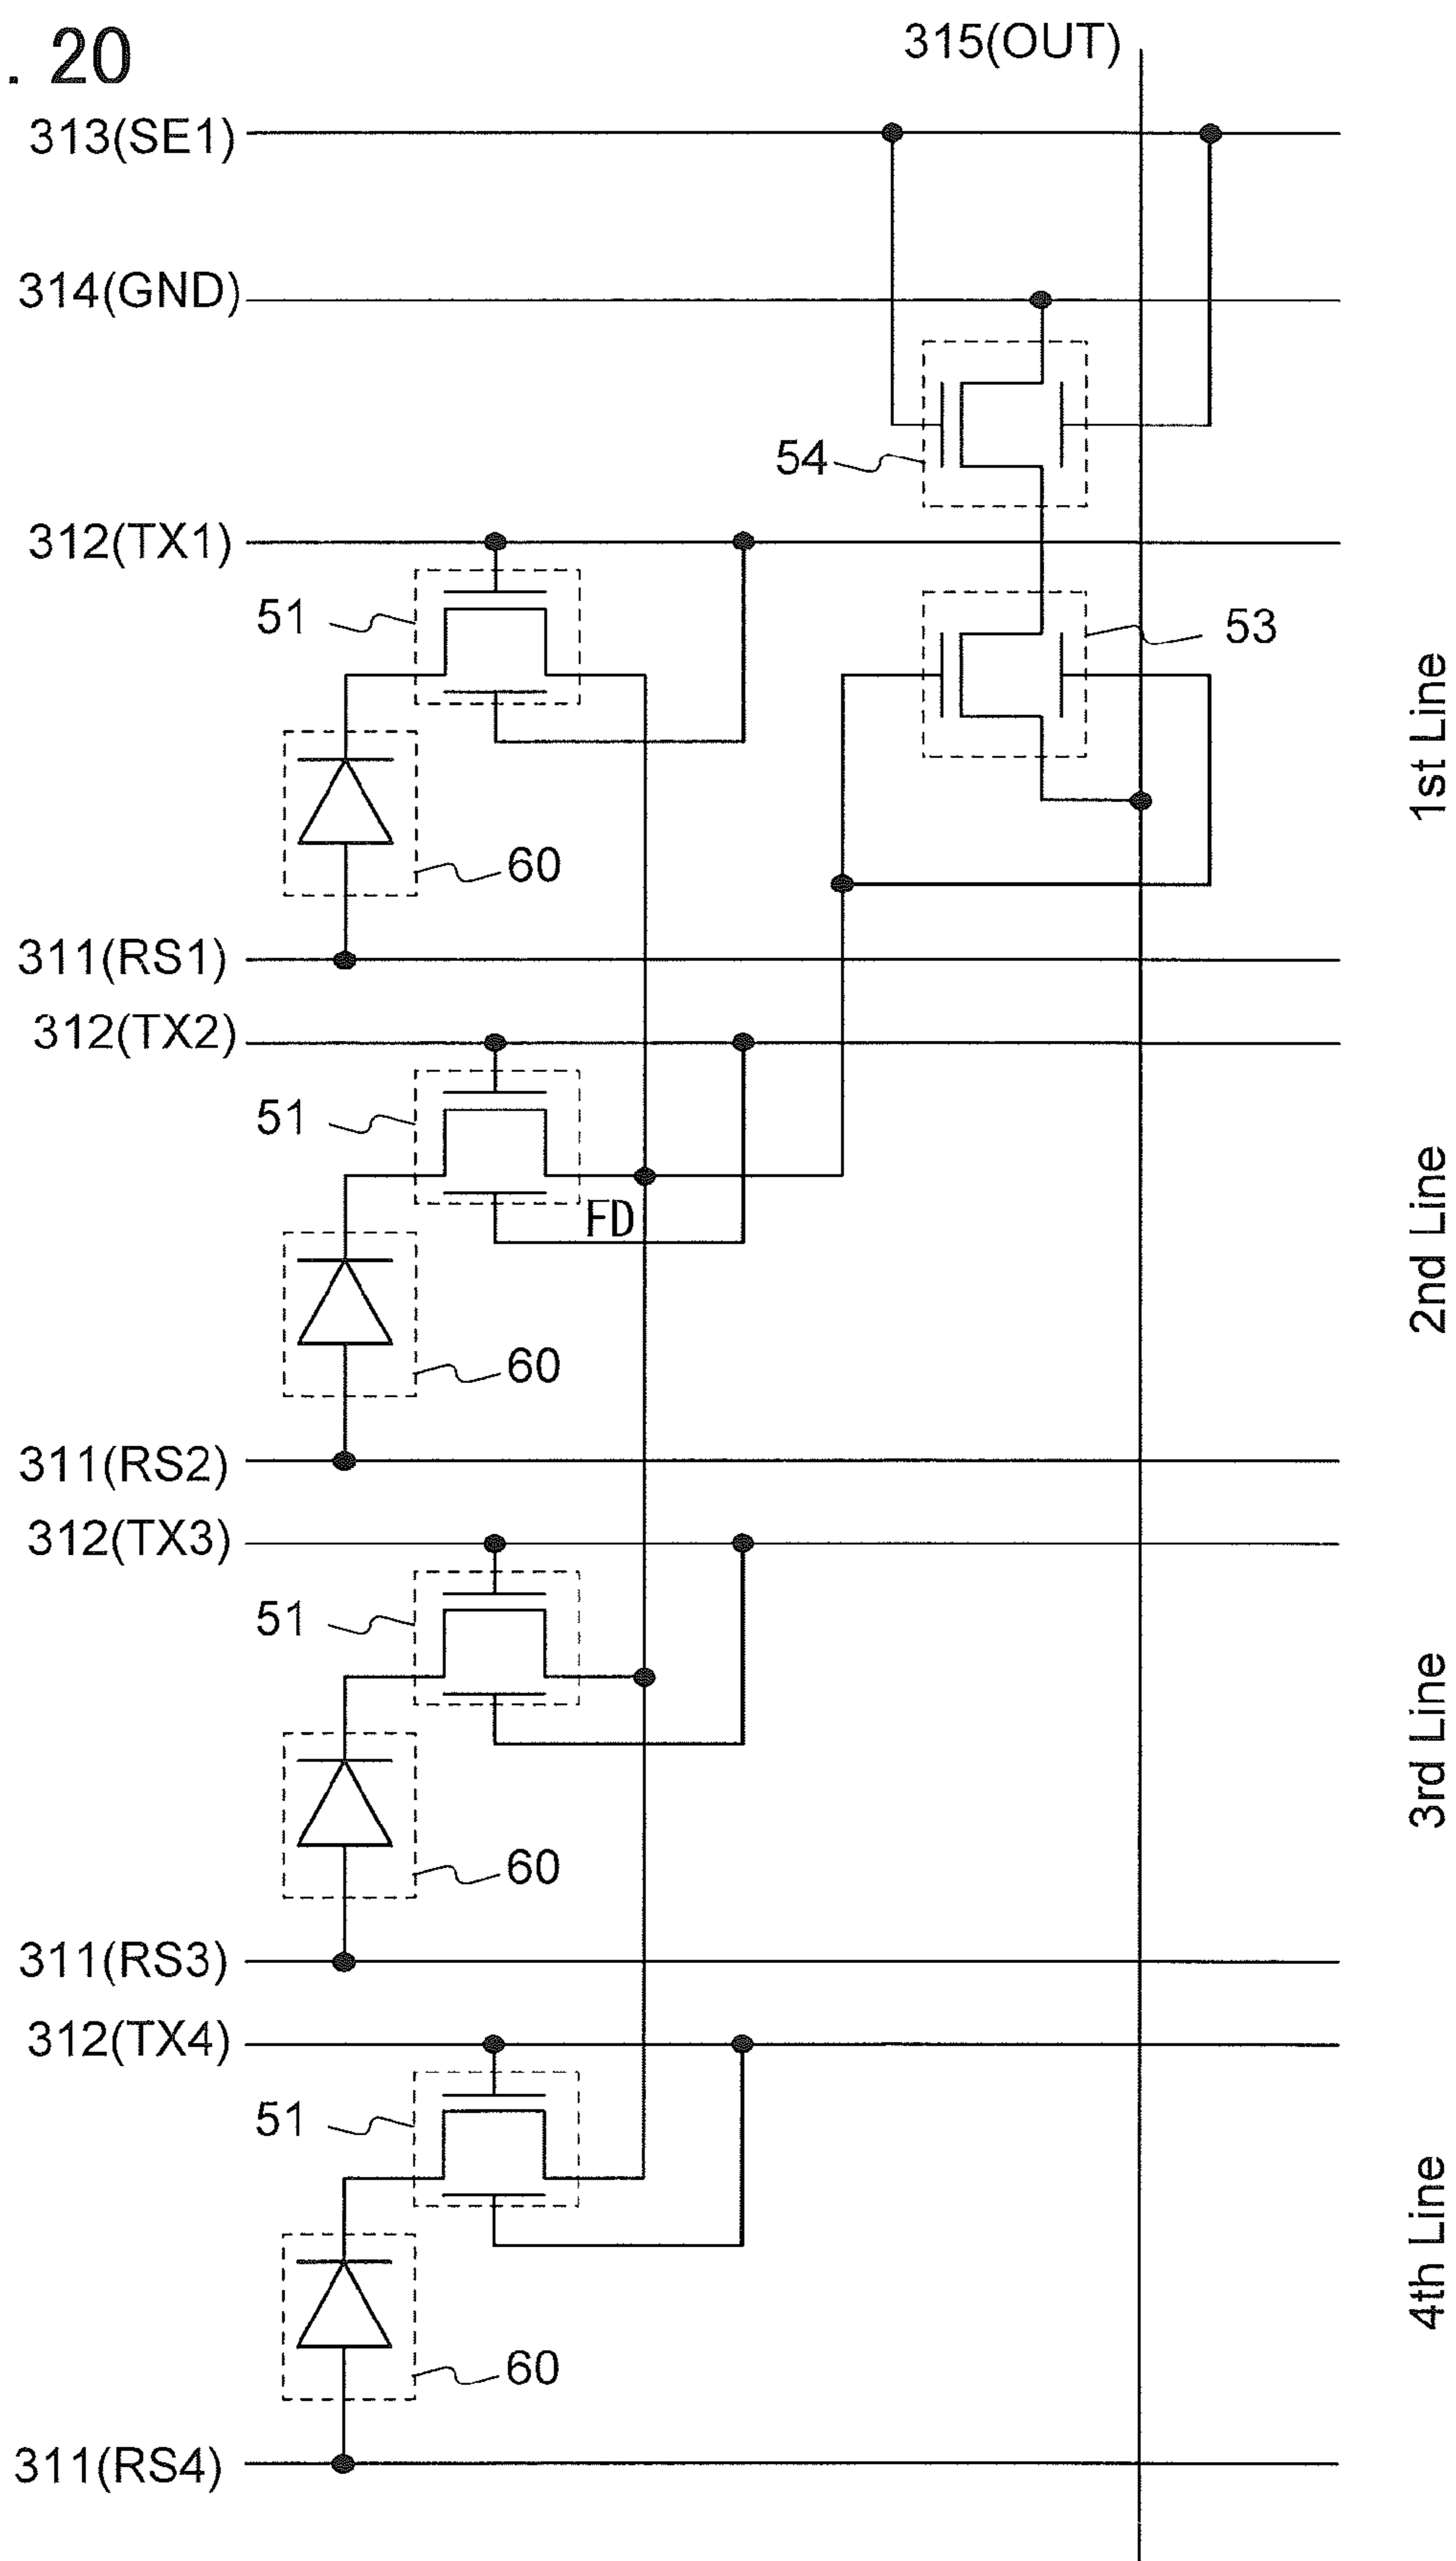 . 20
315(OUT)
313(SE1)
314(GND)
54
312(TX1)
51
53
1st Line
60
311(RS1)
312(TX2)
51
FD
2nd Line
60
311(RS2)
312(TX3)
51
3rd Line
60
311(RS3)
312(TX4)
51
4th Line
60
311(RS4)